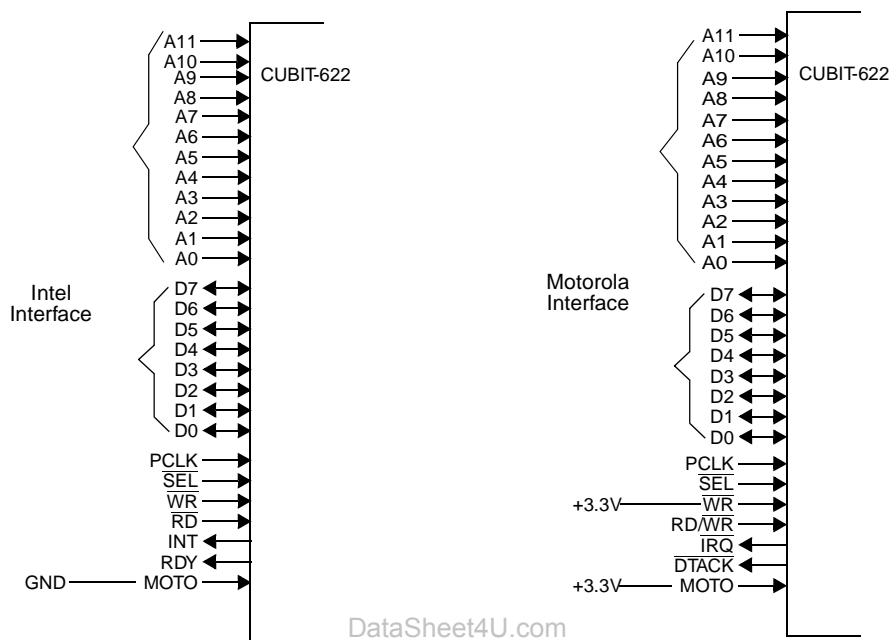 A11
A10
A9
CUBIT-622
A8
A7
A6
A5
A4
A3
A2
A1
A0
Intel
Interface
D7
D6
D5
D4
D3
D2
D1
D0
PCLK
SEL
WR
RD
INT
RDY
GND MOTO
A11
A10
A9
CUBIT-622
A8
A7
A6
A5
A4
A3
A2
A1
A0
Motorola
Interface
D7
D6
D5
D4
D3
D2
D1
D0
PCLK
SEL
+3.3V WR
RD/WR
IRQ
DTACK
+3.3V MOTO
DataSheet4U.com